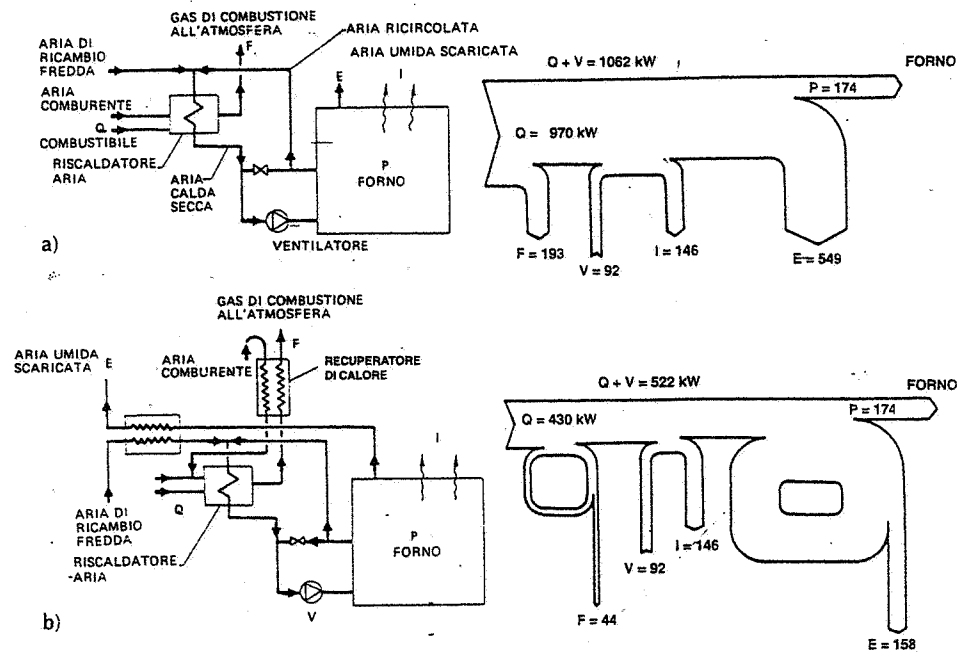 GAS DI COMBUSTIONE
ALL'ATMOSFERA
F
ARIA RICIRCOLATA
ARIA DI
RICAMBIO
FREDDA
ARIA UMIDA SCARICATA
E
I
ARIA
COMBURENTE
Q
COMBUSTIBILE
RISCALDATORE
ARIA
ARIA
CALDA
SECCA
P
FORNO
VENTILATORE
a)
Q + V = 1062 kW
FORNO
P = 174
Q = 970 kW
F = 193
V = 92
I = 146
E = 549
GAS DI COMBUSTIONE
ALL'ATMOSFERA
F
ARIA UMIDA
SCARICATA
E
ARIA
COMBURENTE
RECUPERATORE
DI CALORE
I
Q
ARIA DI
RICAMBIO
FREDDA
RISCALDATORE
-ARIA
P
FORNO
V
b)
Q + V = 522 kW
FORNO
P = 174
Q = 430 kW
I = 146
V = 92
F = 44
E = 158